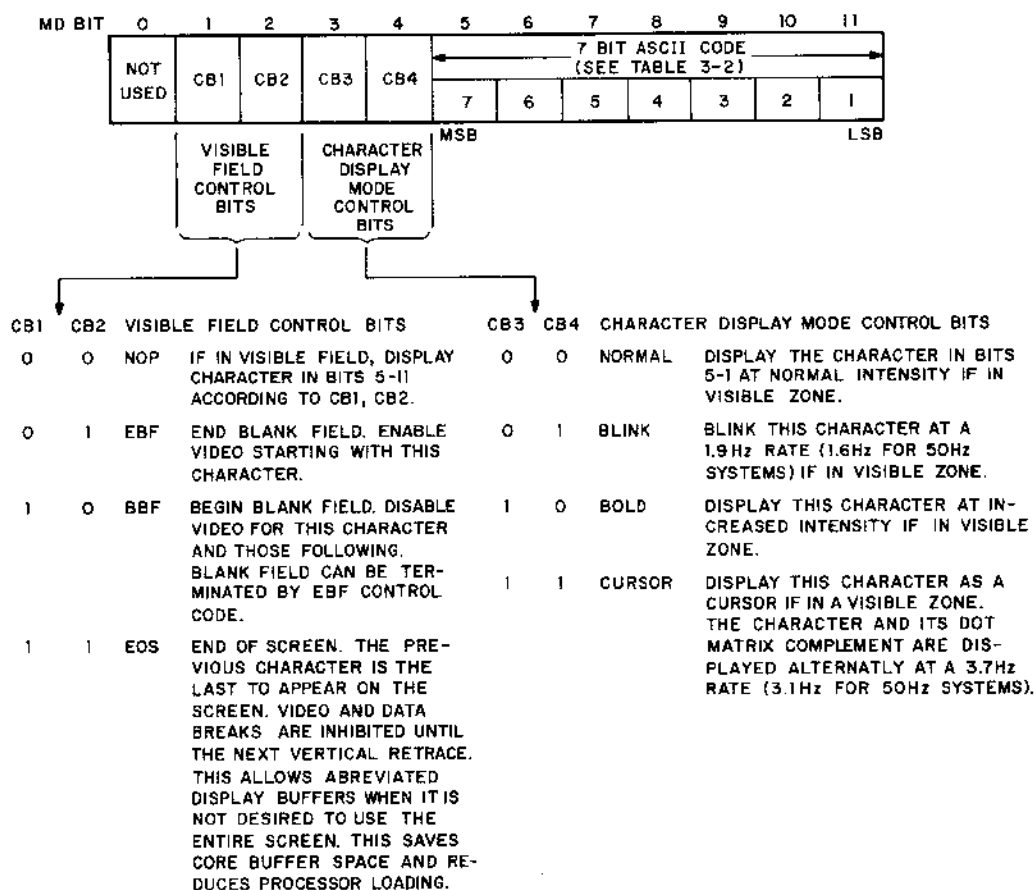 MD BIT 0 1 2 3 4 5 6 7 8 9 10 11
NOT USED CB1 CB2 CB3 CB4
7 BIT ASCII CODE
(SEE TABLE 3-2)
7 6 5 4 3 2 1
MSB LSB
VISIBLE
FIELD
CONTROL
BITS
CHARACTER
DISPLAY
MODE
CONTROL
BITS
CB1 CB2 VISIBLE FIELD CONTROL BITS
0 0 NOP IF IN VISIBLE FIELD, DISPLAY
CHARACTER IN BITS 5-11
ACCORDING TO CB1, CB2.
0 1 EBF END BLANK FIELD. ENABLE
VIDEO STARTING WITH THIS
CHARACTER.
1 0 BBF BEGIN BLANK FIELD. DISABLE
VIDEO FOR THIS CHARACTER
AND THOSE FOLLOWING.
BLANK FIELD CAN BE TER-
MINATED BY EBF CONTROL
CODE.
1 1 EOS END OF SCREEN. THE PRE-
VIOUS CHARACTER IS THE
LAST TO APPEAR ON THE
SCREEN. VIDEO AND DATA
BREAKS ARE INHIBITED UNTIL
THE NEXT VERTICAL RETRACE.
THIS ALLOWS ABREVIATED
DISPLAY BUFFERS WHEN IT IS
NOT DESIRED TO USE THE
ENTIRE SCREEN. THIS SAVES
CORE BUFFER SPACE AND RE-
DUCES PROCESSOR LOADING.
CB3 CB4 CHARACTER DISPLAY MODE CONTROL BITS
0 0 NORMAL DISPLAY THE CHARACTER IN BITS
5-1 AT NORMAL INTENSITY IF IN
VISIBLE ZONE.
0 1 BLINK BLINK THIS CHARACTER AT A
1.9Hz RATE (1.6Hz FOR 50Hz
SYSTEMS) IF IN VISIBLE ZONE.
1 0 BOLD DISPLAY THIS CHARACTER AT IN-
CREASED INTENSITY IF IN VISIBLE
ZONE.
1 1 CURSOR DISPLAY THIS CHARACTER AS A
CURSOR IF IN A VISIBLE ZONE.
THE CHARACTER AND ITS DOT
MATRIX COMPLEMENT ARE DIS-
PLAYED ALTERNATLY AT A 3.7Hz
RATE (3.1Hz FOR 50Hz SYSTEMS).